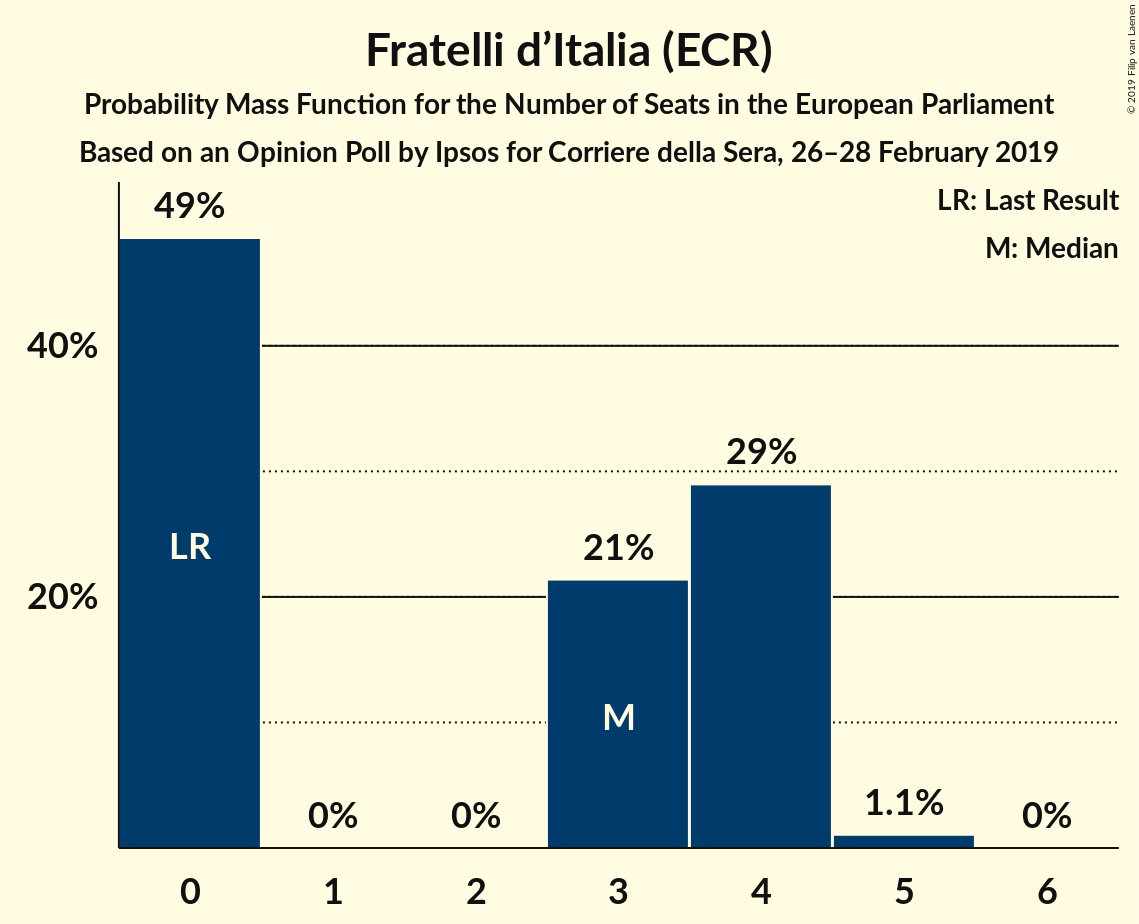 Fratelli d’Italia (ECR)
Probability Mass Function for the Number of Seats in the European Parliament
Based on an Opinion Poll by Ipsos for Corriere della Sera, 26–28 February 2019
© 2019 Filip van Laenen
LR: Last Result
M: Median
49%
40%
29%
LR
21%
20%
M
0%
0%
1.1%
0%
0
1
2
3
4
5
6